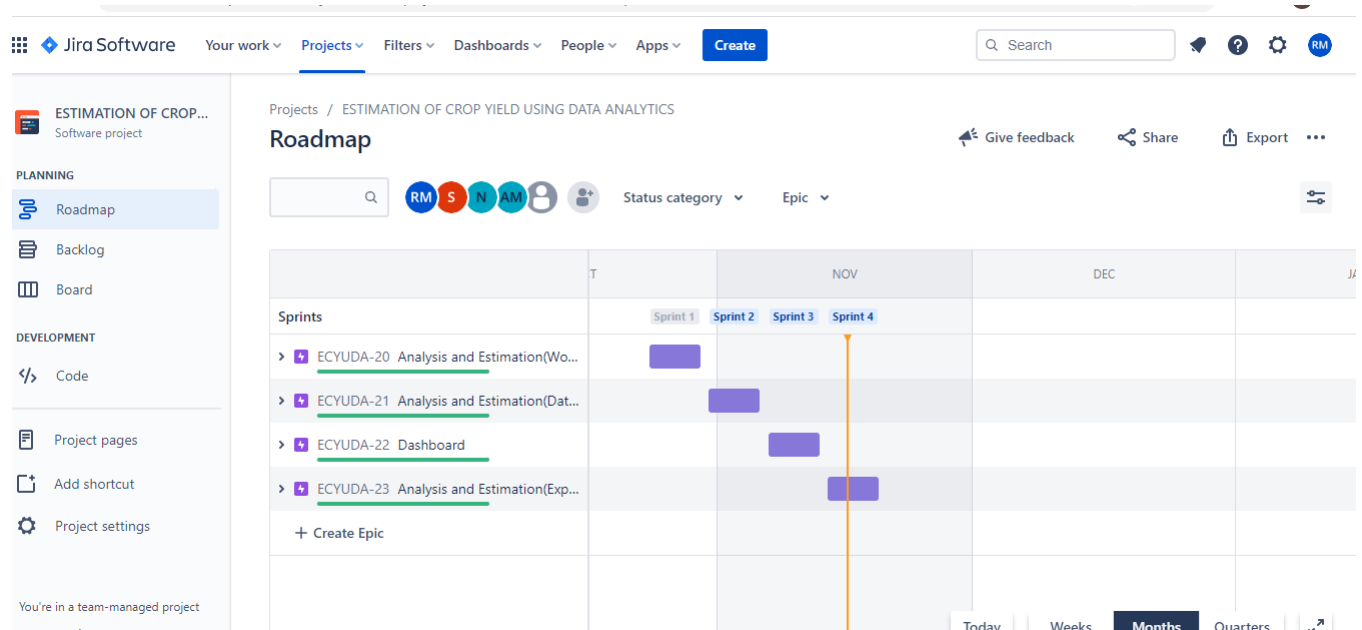 Jira Software Your work Projects Filters Dashboards People Apps Create Search RM
ESTIMATION OF CROP...
Software project
PLANNING
Roadmap
Backlog
Board
DEVELOPMENT
Code
Project pages
Add shortcut
Project settings
You're in a team-managed project
Projects / ESTIMATION OF CROP YIELD USING DATA ANALYTICS
Roadmap
Give feedback Share Export
RM S N AM Status category Epic
T NOV DEC JA
Sprints Sprint 1 Sprint 2 Sprint 3 Sprint 4
ECYUDA-20 Analysis and Estimation(Wo...
ECYUDA-21 Analysis and Estimation(Dat...
ECYUDA-22 Dashboard
ECYUDA-23 Analysis and Estimation(Exp...
+ Create Epic
Today Weeks Months Quarters